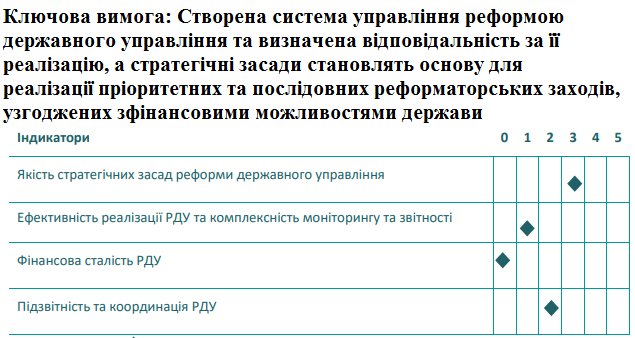 Ключова вимога: Створена система управління реформою
державного управління та визначена відповідальність за її
реалізацію, а стратегічні засади становлять основу для
реалізації пріоритетних та послідовних реформаторських заходів,
узгоджених зфінансовими можливостями держави
Індикатори 0 1 2 3 4 5
Якість стратегічних засад реформи державного управління
Ефективність реалізації РДУ та комплексність моніторингу та звітності
Фінансова сталість РДУ
Підзвітність та координація РДУ